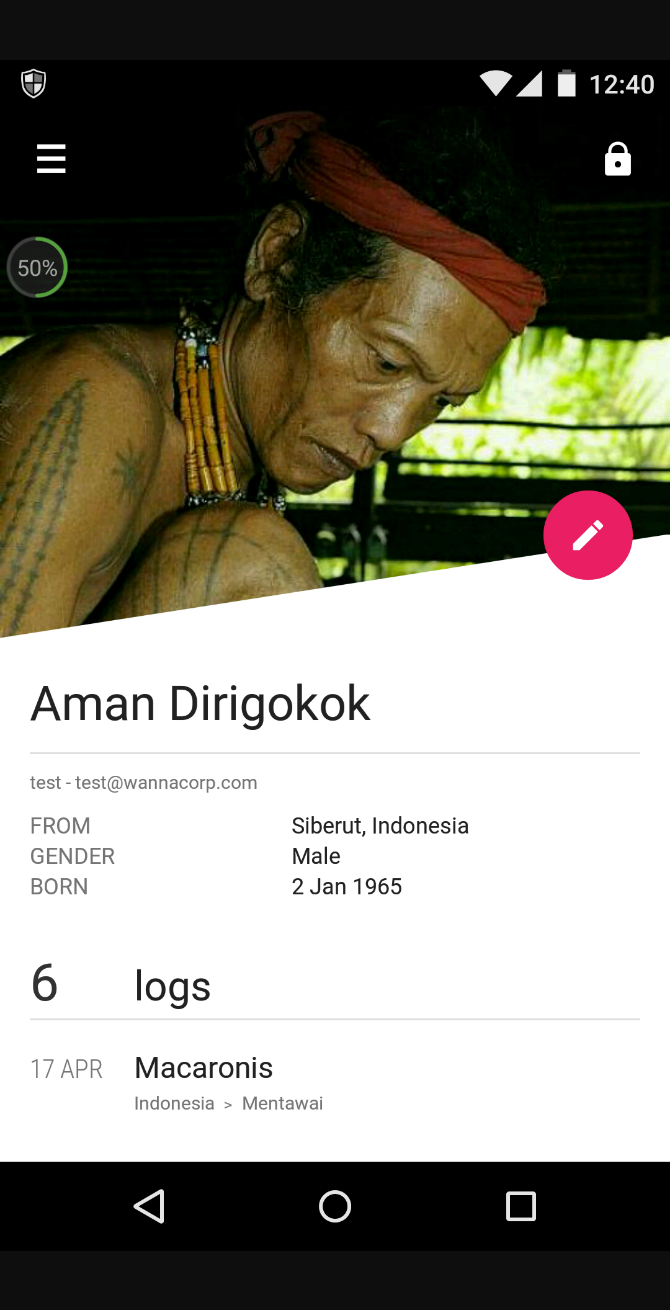 12:40
50%
Aman Dirigokok
test - test@wannacorp.com
FROM Siberut, Indonesia
GENDER Male
BORN 2 Jan 1965
6 logs
17 APR Macaronis
Indonesia > Mentawai